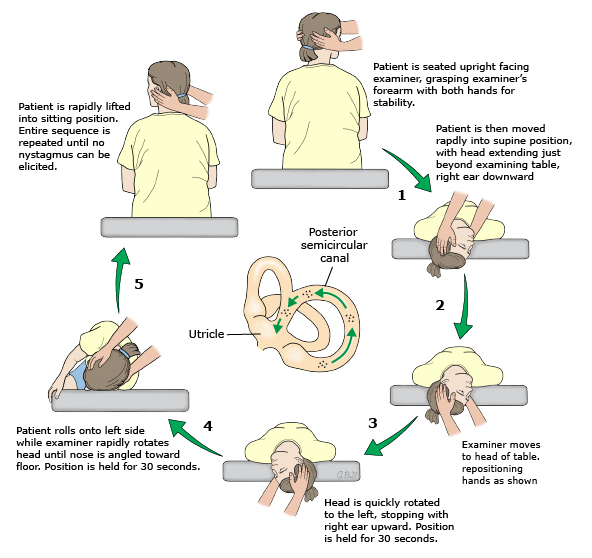 Patient is seated upright facing
examiner, grasping examiner's
forearm with both hands for
stability.
1
Patient is then moved
rapdly into supine position,
with head extending just
beyond examining table,
right ear downward
2
Examiner moves
to head of table.
repositioning
hands as shown
3
Head is quickly rotated
to the left, stopping with
right ear upward. Position
is held for 30 seconds.
4
Patient rolls onto left side
while examiner rapidly rotates
head until nose is angled toward
floor. Position is held for 30 seconds.
5
Patient is rapidly lifted
into sitting position.
Entire sequence is
repeated until no
nystagmus can be
elicited.
Posterior
semicircular
canal
Utricle